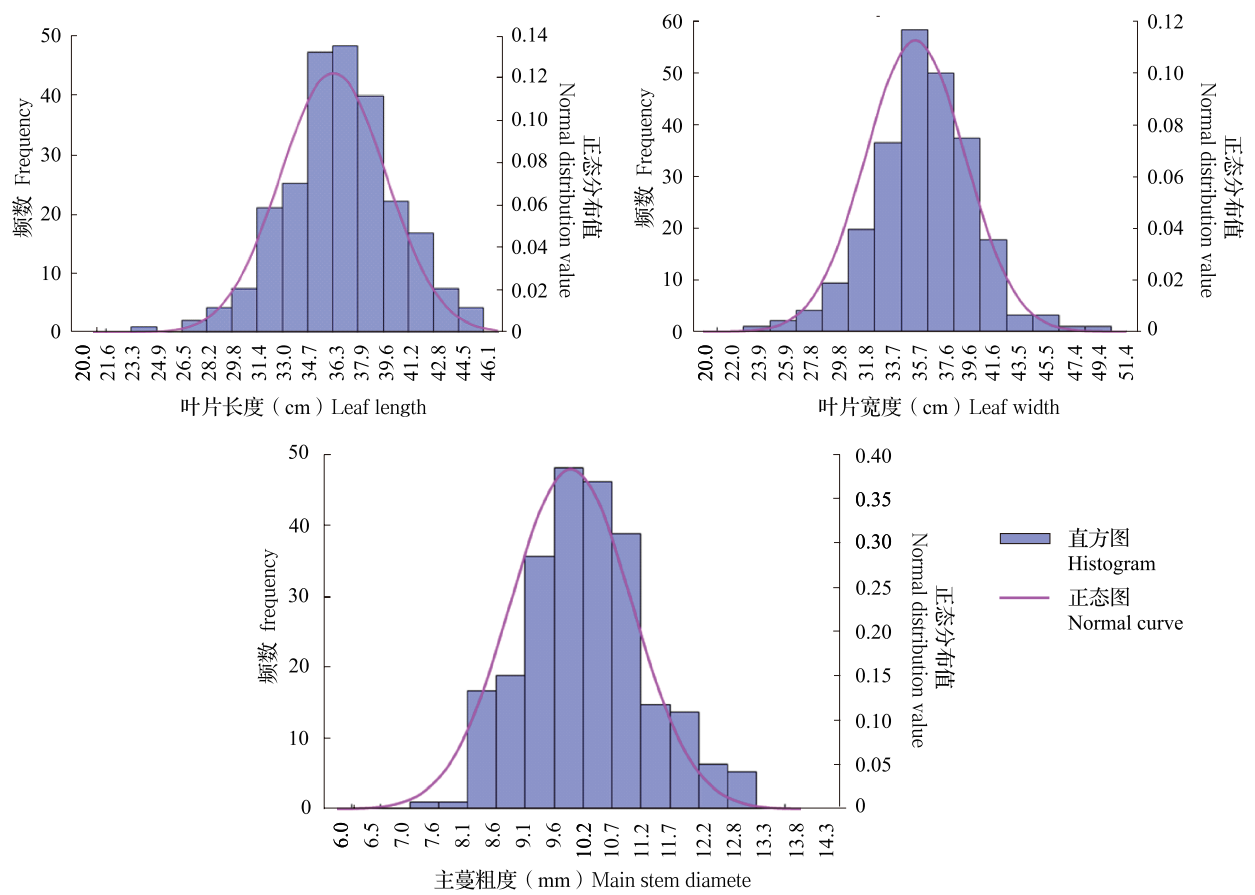 50
40
30
20
10
0
频数 Frequency
0.14
0.12
0.10
0.08
0.06
0.04
0.02
0
正态分布值
Normal distribution value
20.0 21.6 23.3 24.9 26.5 28.2 29.8 31.4 33.0 34.7 36.3 37.9 39.6 41.2 42.8 44.5 46.1
叶片长度（cm）Leaf length
60
50
40
30
20
10
0
频数 Frequency
0.12
0.10
0.08
0.06
0.04
0.02
0
正态分布值
Normal distribution value
20.0 22.0 23.9 25.9 27.8 29.8 31.8 33.7 35.7 37.6 39.6 41.6 43.5 45.5 47.4 49.4 51.4
叶片宽度（cm）Leaf width
50
40
30
20
10
0
频数 frequency
0.40
0.35
0.30
0.25
0.20
0.15
0.10
0.05
0
正态分布值
Normal distribution value
6.0 6.5 7.0 7.6 8.1 8.6 9.1 9.6 10.2 10.7 11.2 11.7 12.2 12.8 13.3 13.8 14.3
主蔓粗度（mm）Main stem diamete
直方图
Histogram
正态图
Normal curve